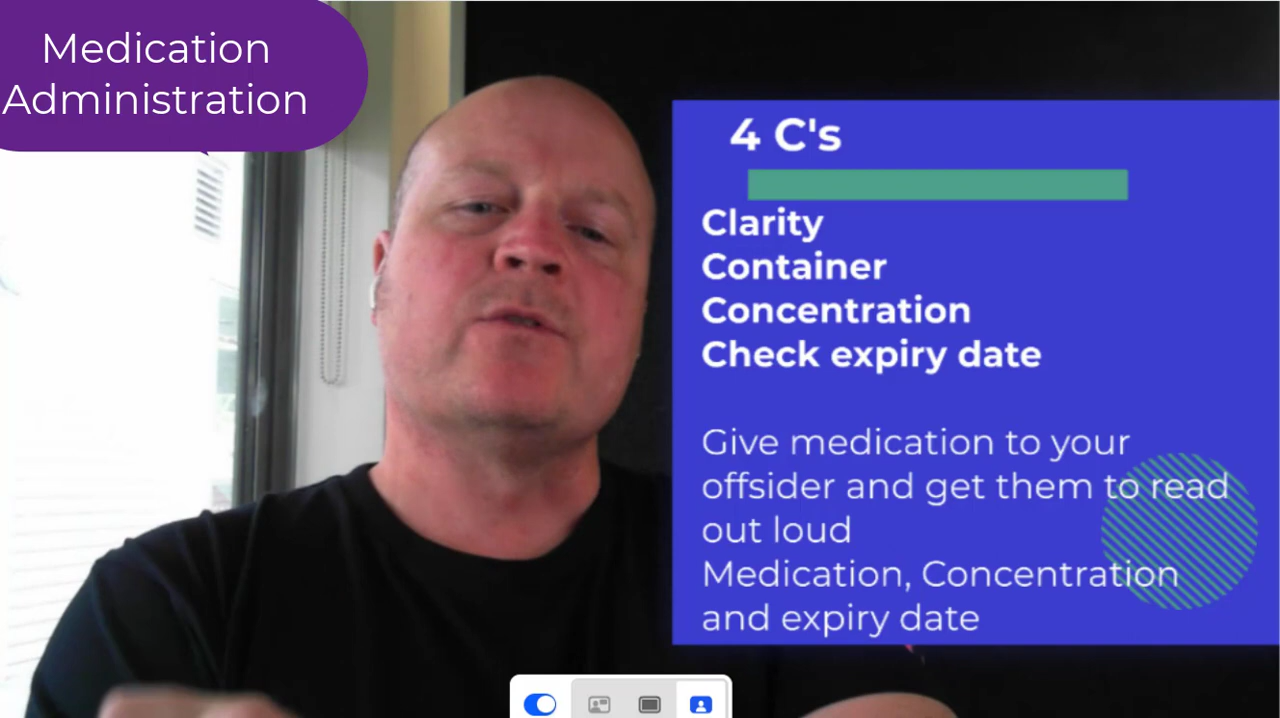 Medication
Administration
4 C's
Clarity
Container
Concentration
Check expiry date
Give medication to your
offsider and get them to read
out loud
Medication, Concentration
and expiry date